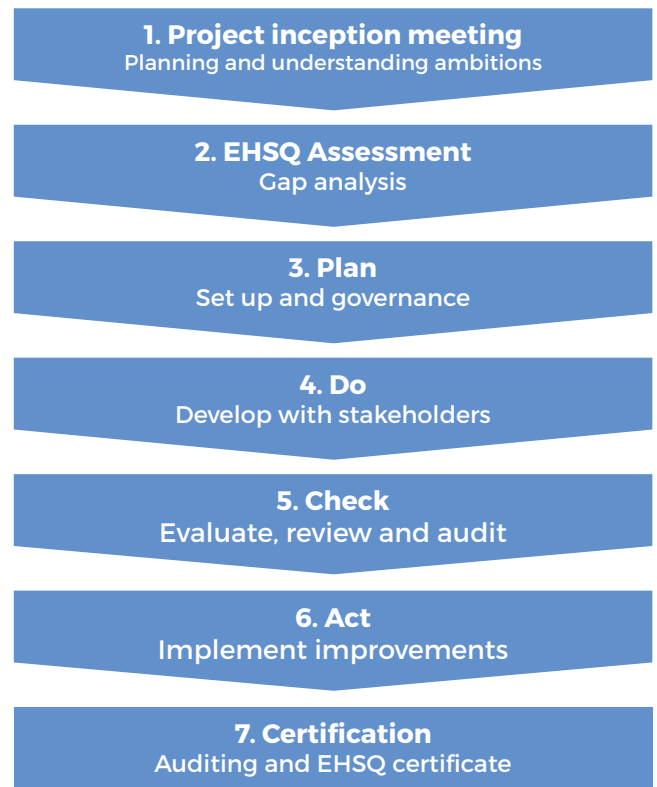 1. Project inception meeting
Planning and understanding ambitions
2. EHSQ Assessment
Gap analysis
3. Plan
Set up and governance
4. Do
Develop with stakeholders
5. Check
Evaluate, review and audit
6. Act
Implement improvements
7. Certification
Auditing and EHSQ certificate